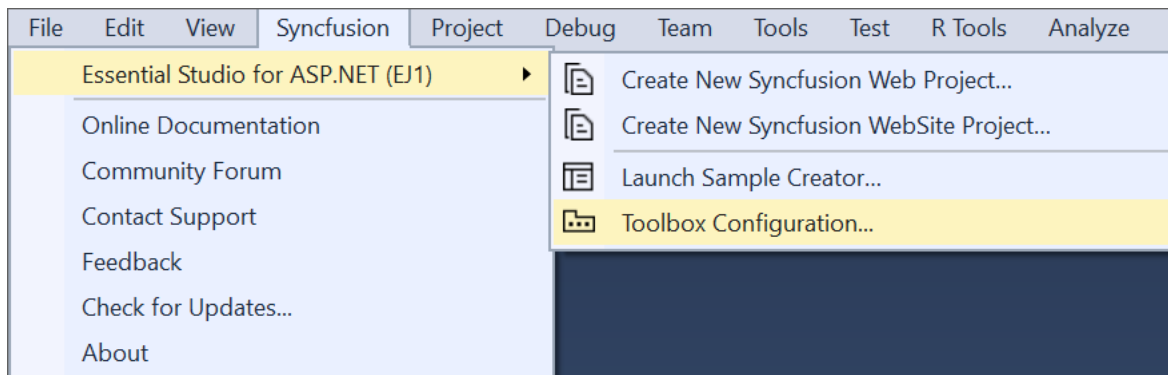 File Edit View Syncfusion Project Debug Team Tools Test R Tools Analyze
Essential Studio for ASP.NET (EJ1)
Online Documentation
Community Forum
Contact Support
Feedback
Check for Updates...
About
Create New Syncfusion Web Project...
Create New Syncfusion WebSite Project...
Launch Sample Creator...
Toolbox Configuration...